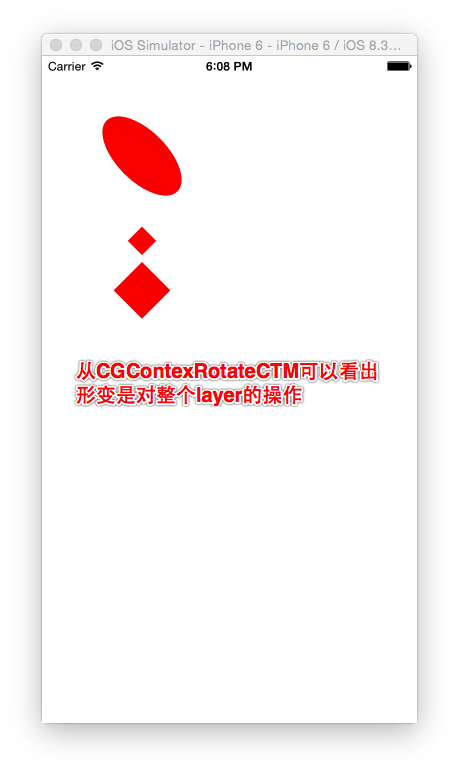 iOS Simulator - iPhone 6 - iPhone 6 / iOS 8.3...
Carrier 6:08 PM
从CGContexRotateCTM可以看出
形变是对整个layer的操作